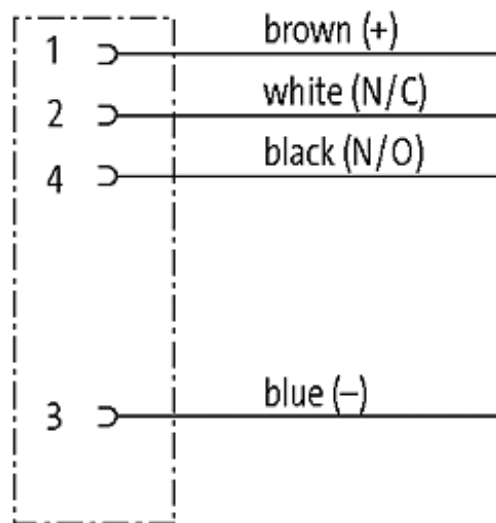 1 brown (+)
2 white (N/C)
4 black (N/O)
3 blue (–)